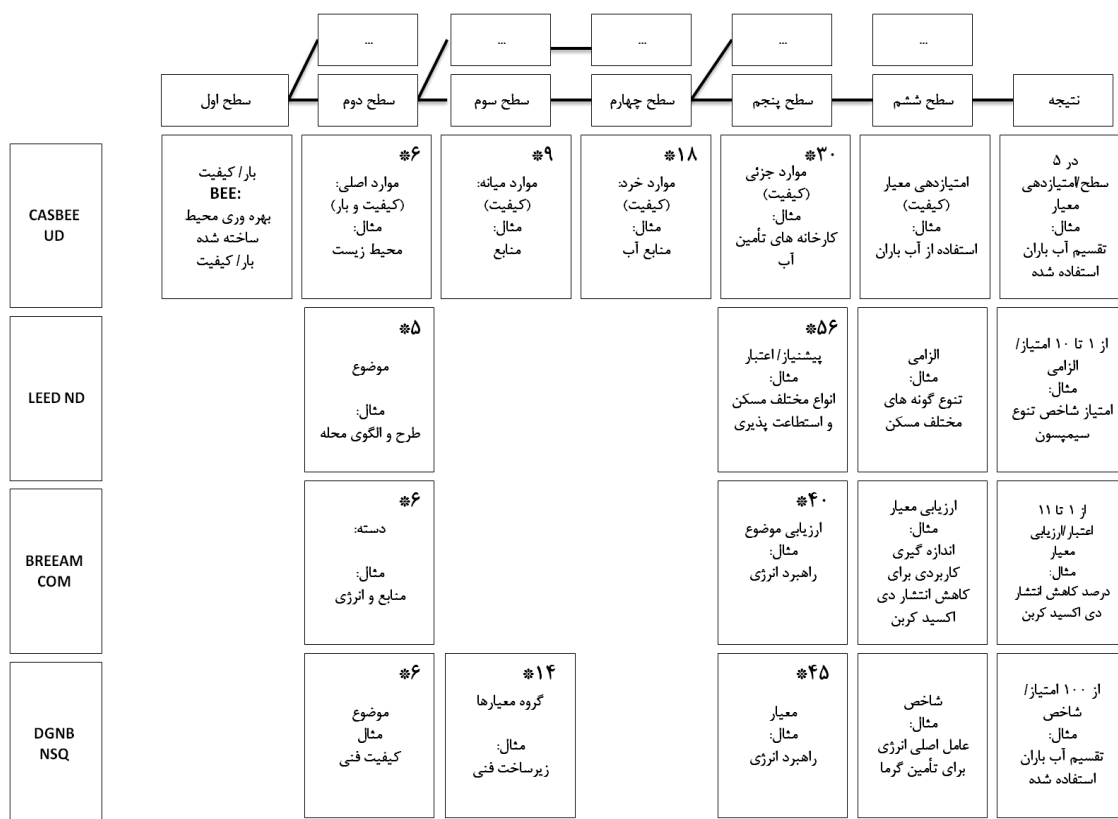 ...
...
...
...
...
سطح اول
سطح دوم
سطح سوم
سطح چهارم
سطح پنجم
سطح ششم
نتیجه
CASBEE
UD
بار/ کیفیت
BEE:
بهره وری محیط
ساخته شده
بار/ کیفیت
*۶
موارد اصلی:
(کیفیت و بار)
مثال:
محیط زیست
*۹
موارد میانه:
(کیفیت)
مثال:
منابع
*۱۸
موارد خرد:
(کیفیت)
مثال:
منابع آب
*۳۰
موارد جزئی
(کیفیت)
مثال:
کارخانه های تأمین
آب
امتیازدهی معیار
(کیفیت)
مثال:
استفاده از آب باران
در ۵
سطح/امتیازدهی
معیار
مثال:
تقسیم آب باران
استفاده شده
LEED ND
*۵
موضوع
مثال:
طرح و الگوی محله
*۵۶
پیشنیاز/ اعتبار
مثال:
انواع مختلف مسکن
و استطاعت پذیری
الزامی
مثال:
تنوع گونه های
مختلف مسکن
از ۱ تا ۱۰ امتیاز/
الزامی
مثال:
امتیاز شاخص تنوع
سیمپسون
BREEAM
COM
*۶
دسته:
مثال:
منابع و انرژی
*۴۰
ارزیابی موضوع
مثال:
راهبرد انرژی
ارزیابی معیار
مثال:
اندازه گیری
کاربردی برای
کاهش انتشار دی
اکسید کربن
از ۱ تا ۱۱
اعتبار/ارزیابی
معیار
مثال:
درصد کاهش انتشار
دی اکسید کربن
DGNB
NSQ
*۶
موضوع
مثال
کیفیت فنی
*۱۴
گروه معیارها
مثال:
زیرساخت فنی
*۴۵
معیار
مثال:
راهبرد انرژی
شاخص
مثال:
عامل اصلی انرژی
برای تأمین گرما
از ۱۰۰ امتیاز/
شاخص
مثال:
تقسیم آب باران
استفاده شده